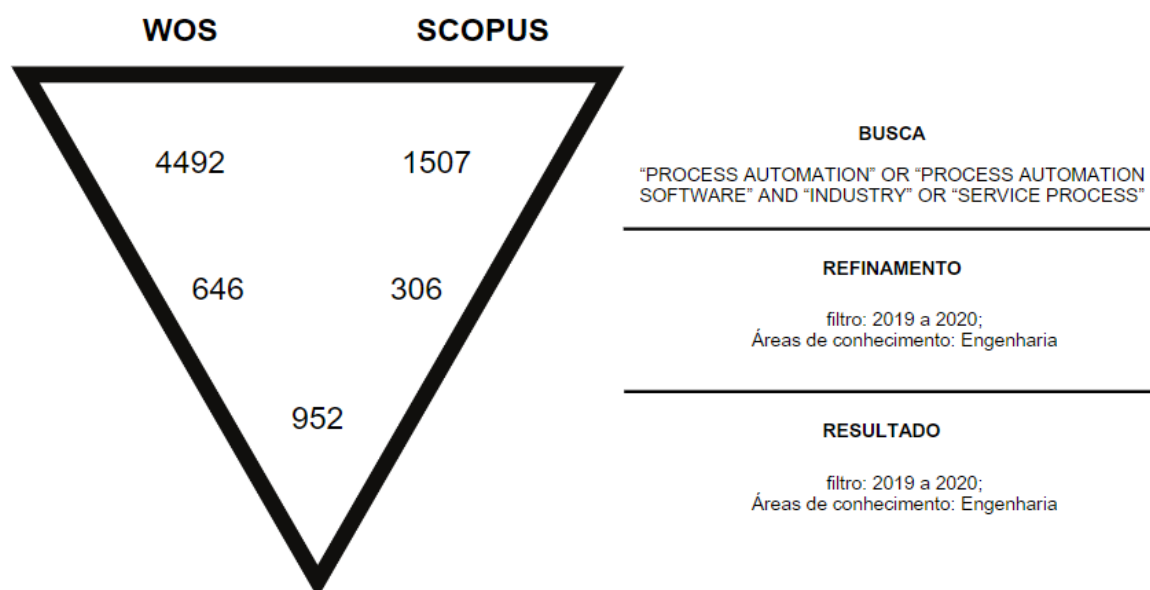 WOS SCOPUS
4492 1507
646 306
952
BUSCA
“PROCESS AUTOMATION” OR “PROCESS AUTOMATION
SOFTWARE” AND “INDUSTRY” OR “SERVICE PROCESS”
REFINAMENTO
filtro: 2019 a 2020;
Áreas de conhecimento: Engenharia
RESULTADO
filtro: 2019 a 2020;
Áreas de conhecimento: Engenharia